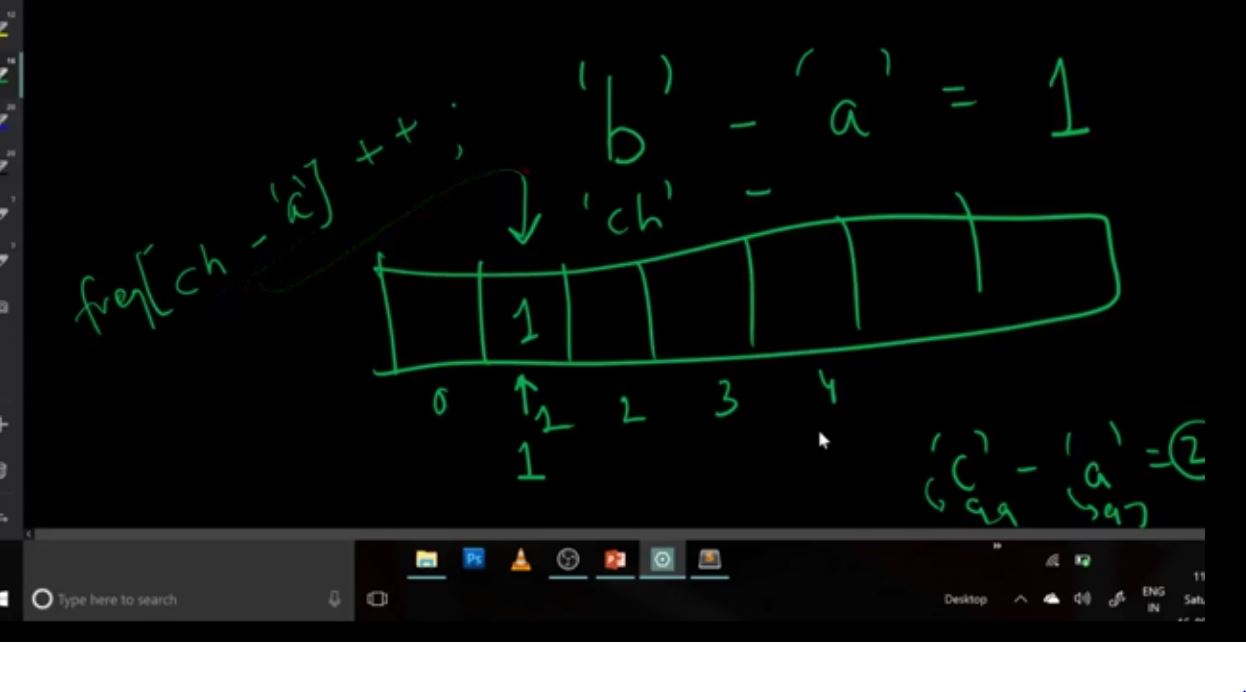 'b' - 'a' = 1
freq[ch - 'a'] ++ ;
'ch' -
1
0 1 2 3 4
1
'c' - 'a' = 2
99 97
Type here to search
Ps
Desktop
ENG
IN
11
Satu